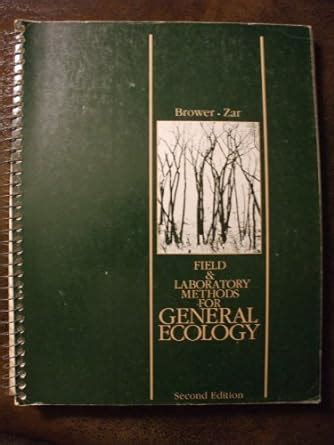 Brower - Zar
FIELD
&
LABORATORY
METHODS
FOR
GENERAL
ECOLOGY
Second Edition